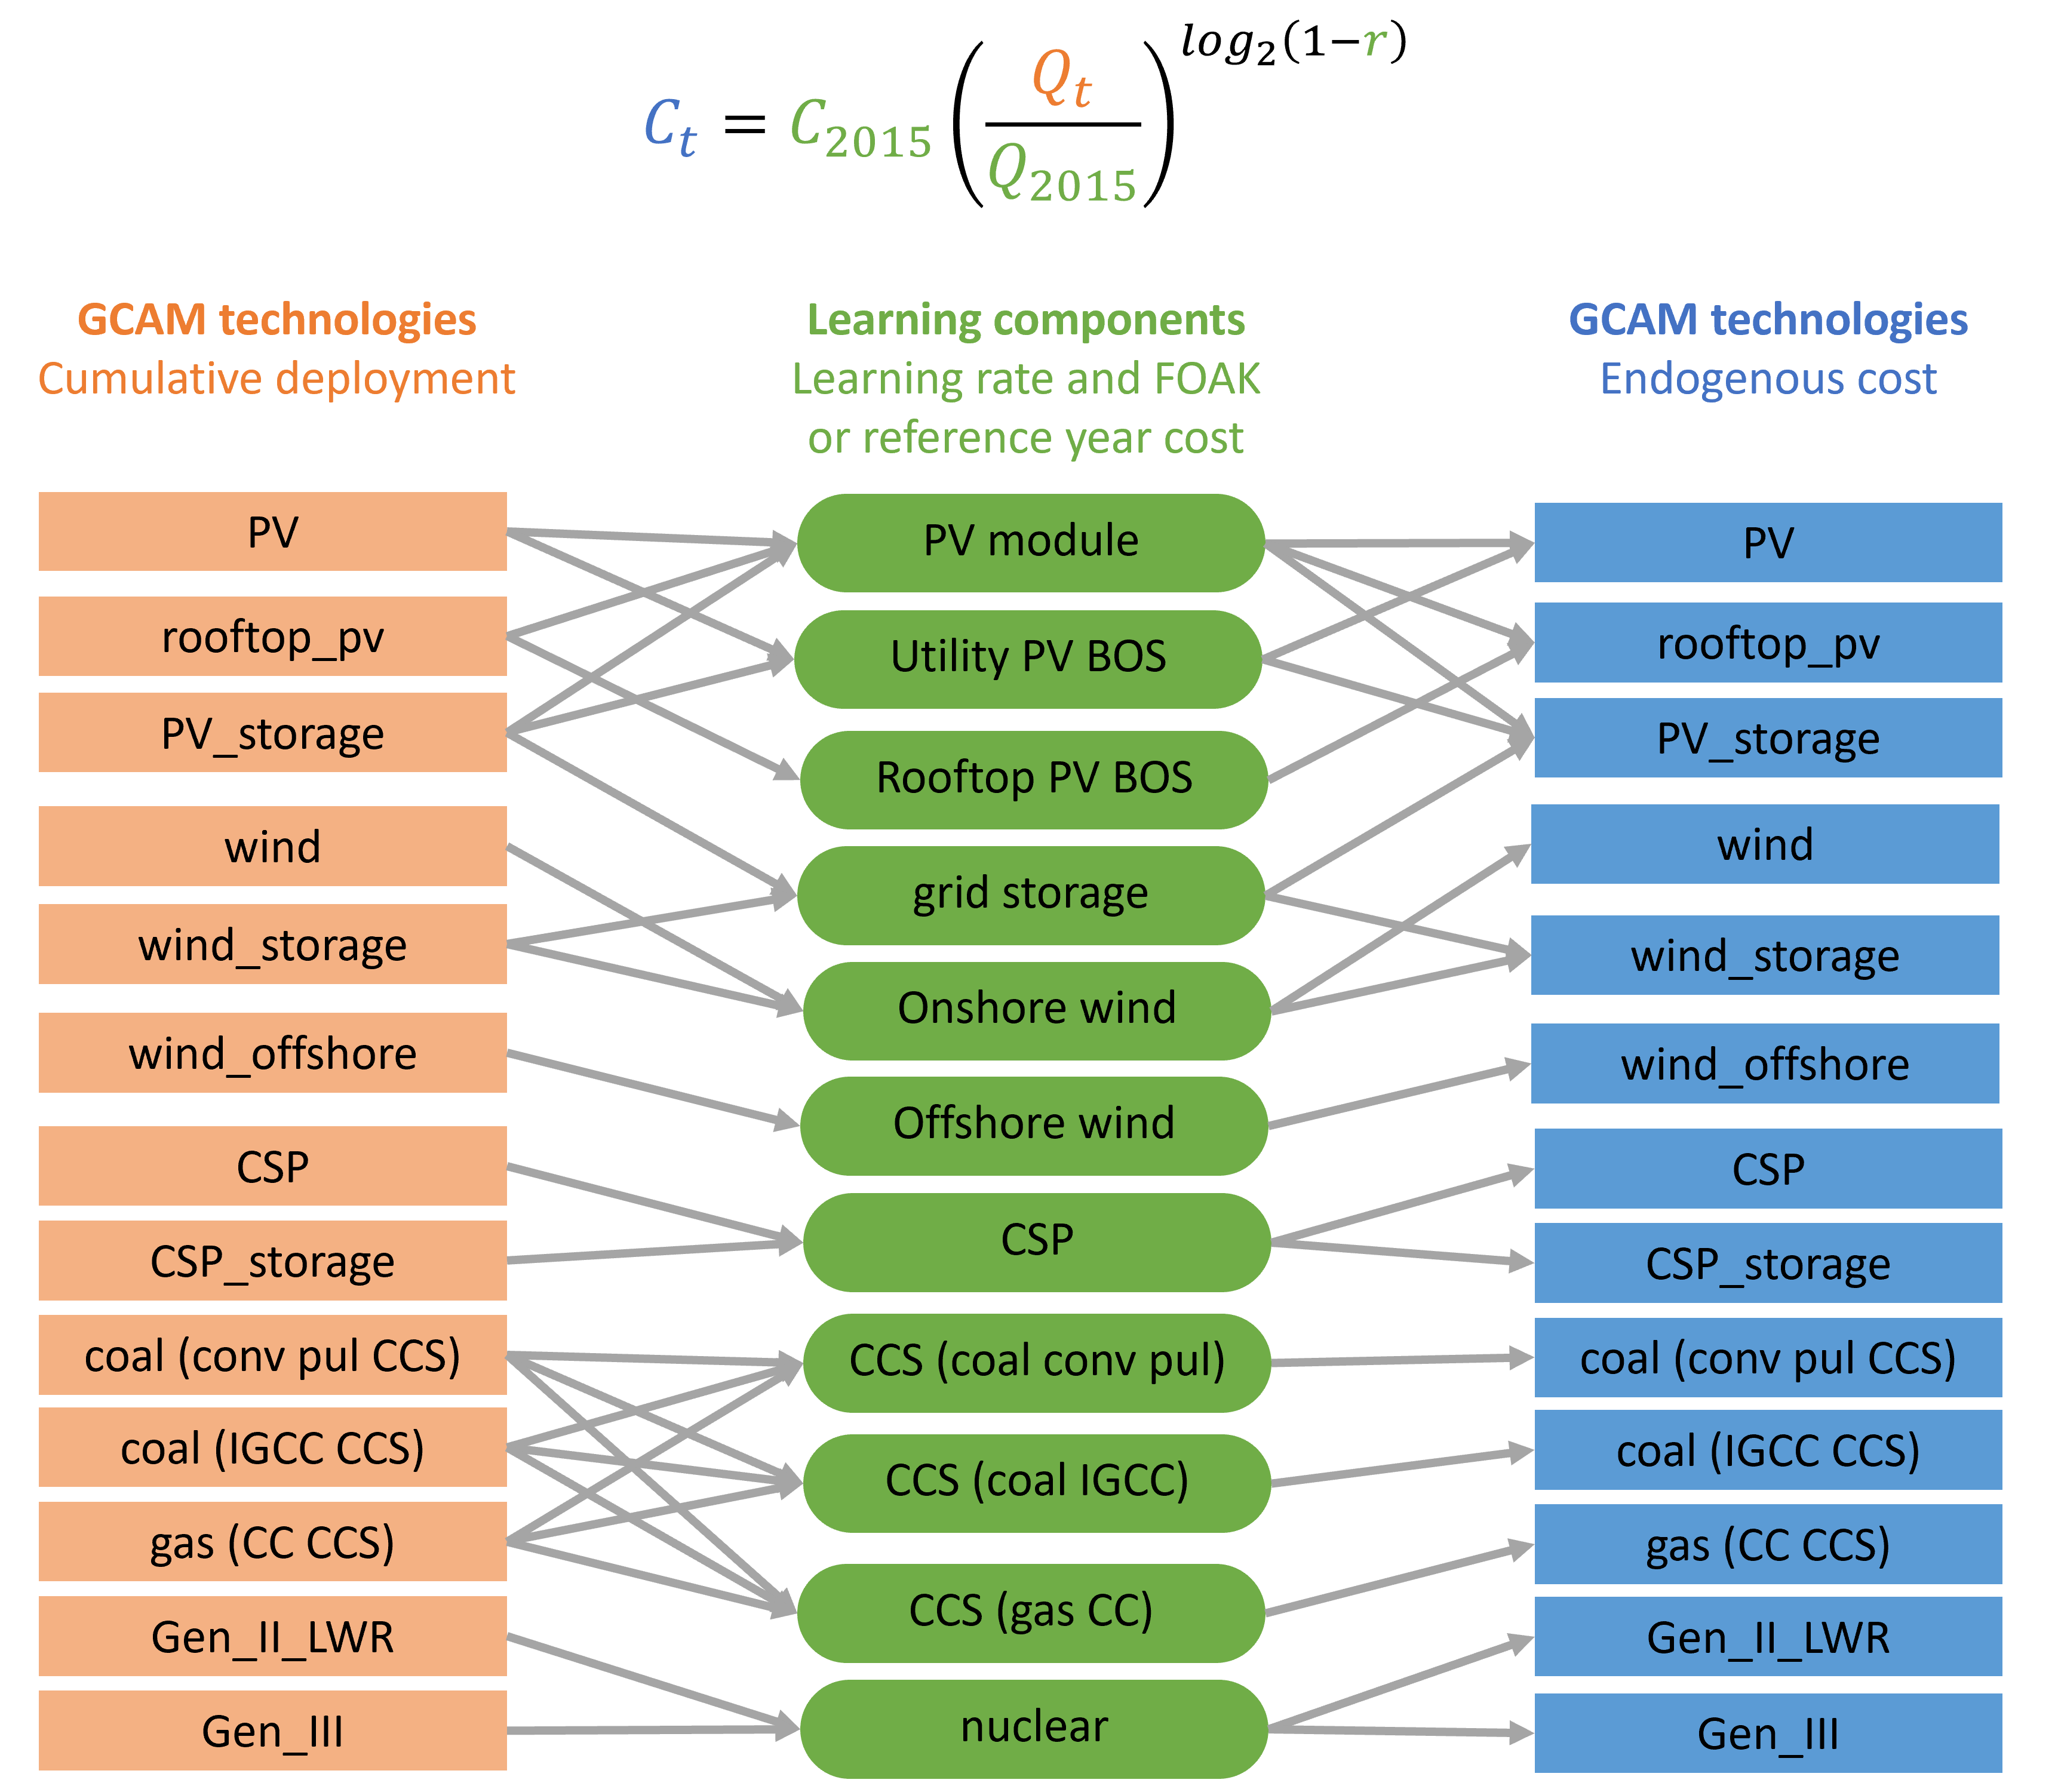 C_t = C_2015 (Q_t / Q_2015)^log_2(1−r)
GCAM technologies
Cumulative deployment
Learning components
Learning rate and FOAK
or reference year cost
GCAM technologies
Endogenous cost
PV
rooftop_pv
PV_storage
wind
wind_storage
wind_offshore
CSP
CSP_storage
coal (conv pul CCS)
coal (IGCC CCS)
gas (CC CCS)
Gen_II_LWR
Gen_III
PV module
Utility PV BOS
Rooftop PV BOS
grid storage
Onshore wind
Offshore wind
CSP
CCS (coal conv pul)
CCS (coal IGCC)
CCS (gas CC)
nuclear
PV
rooftop_pv
PV_storage
wind
wind_storage
wind_offshore
CSP
CSP_storage
coal (conv pul CCS)
coal (IGCC CCS)
gas (CC CCS)
Gen_II_LWR
Gen_III